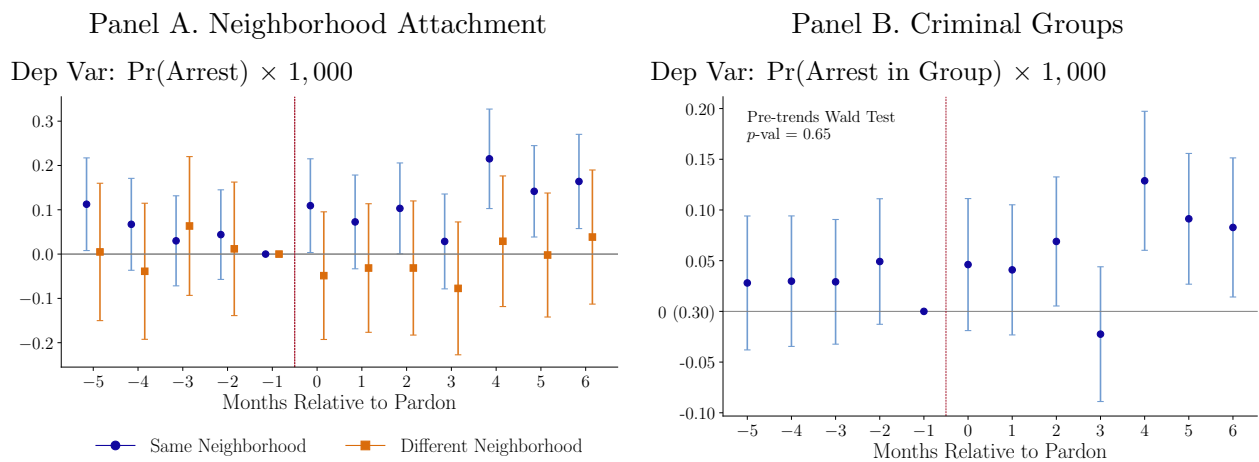 Panel A. Neighborhood Attachment
Dep Var: Pr(Arrest) × 1,000
0.3
0.2
0.1
0.0
−0.1
−0.2
−5 −4 −3 −2 −1 0 1 2 3 4 5 6
Months Relative to Pardon
Same Neighborhood Different Neighborhood
Panel B. Criminal Groups
Dep Var: Pr(Arrest in Group) × 1,000
Pre-trends Wald Test
p-val = 0.65
0.20
0.15
0.10
0.05
0 (0.30)
-0.05
-0.10
−5 −4 −3 −2 −1 0 1 2 3 4 5 6
Months Relative to Pardon